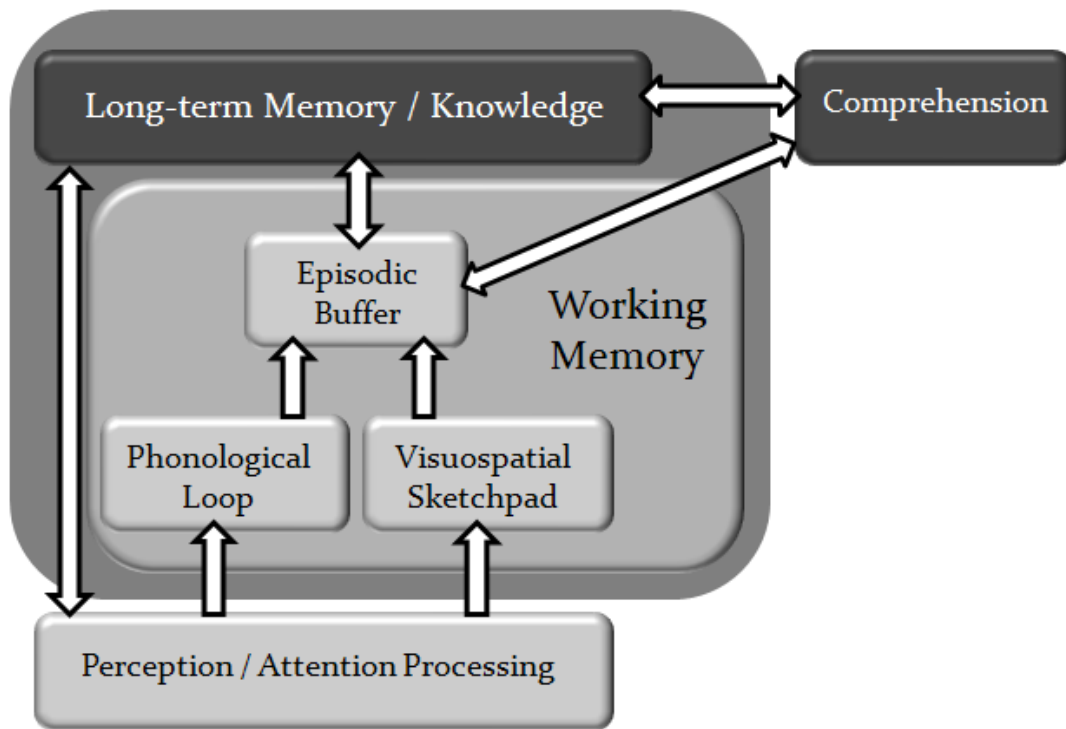 Long-term Memory / Knowledge
Comprehension
Episodic
Buffer
Working
Memory
Phonological
Loop
Visuospatial
Sketchpad
Perception / Attention Processing